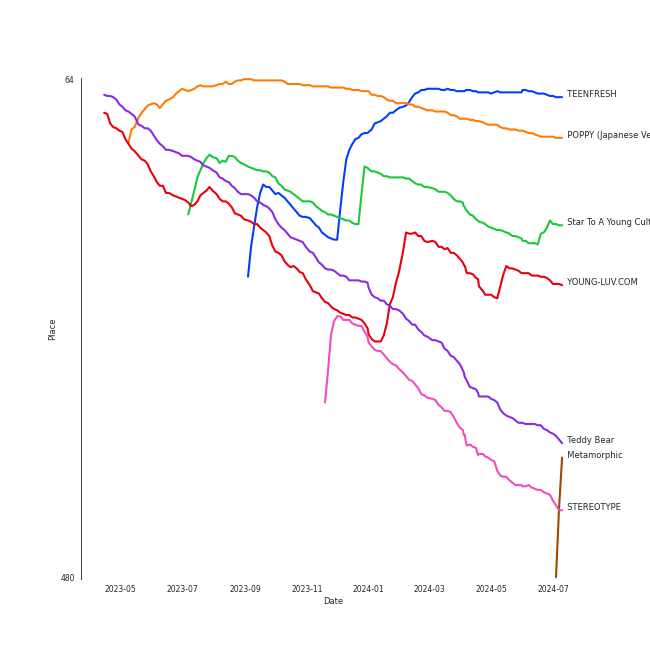 64
TEENFRESH
POPPY (Japanese Ve
Star To A Young Cult
YOUNG-LUV.COM
Place
Teddy Bear
Metamorphic
STEREOTYPE
480
2023-05 2023-07 2023-09 2023-11 2024-01 2024-03 2024-05 2024-07
Date